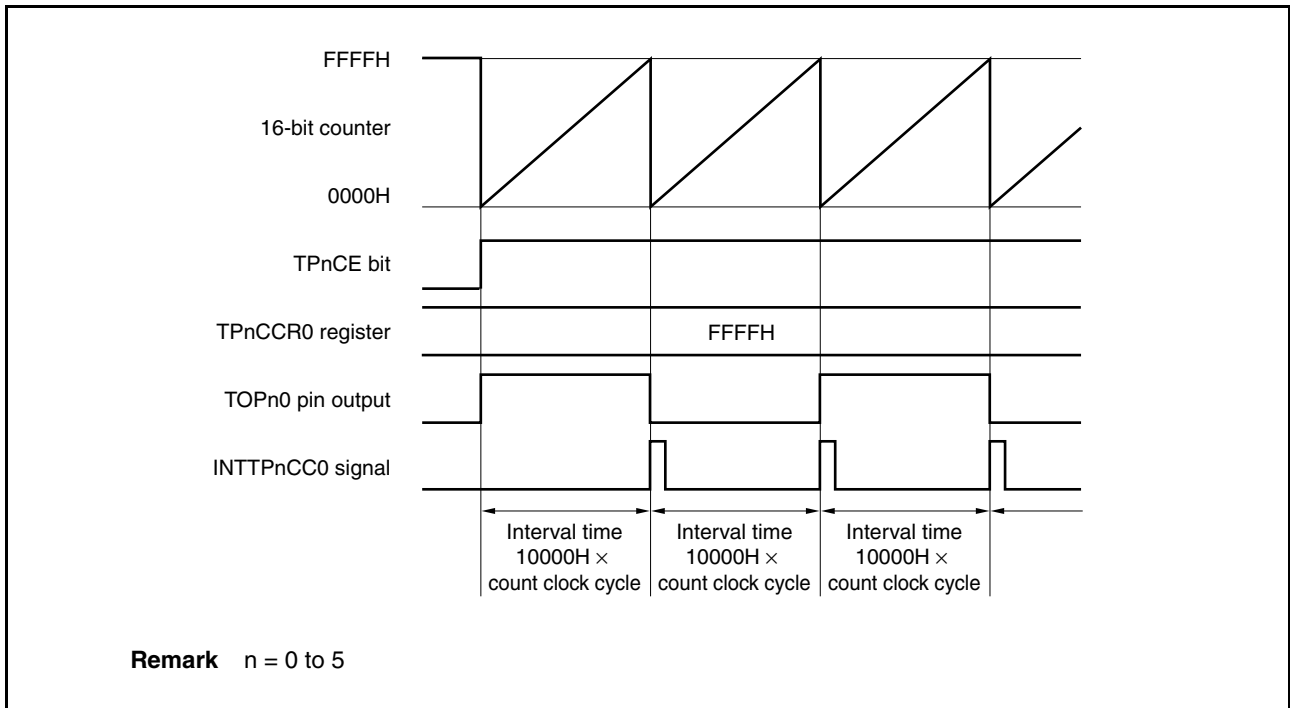 FFFFH
16-bit counter
0000H
TPnCE bit
TPnCCR0 register
FFFFH
TOPn0 pin output
INTTPnCC0 signal
Interval time
10000H ×
count clock cycle
Interval time
10000H ×
count clock cycle
Interval time
10000H ×
count clock cycle
Remark n = 0 to 5